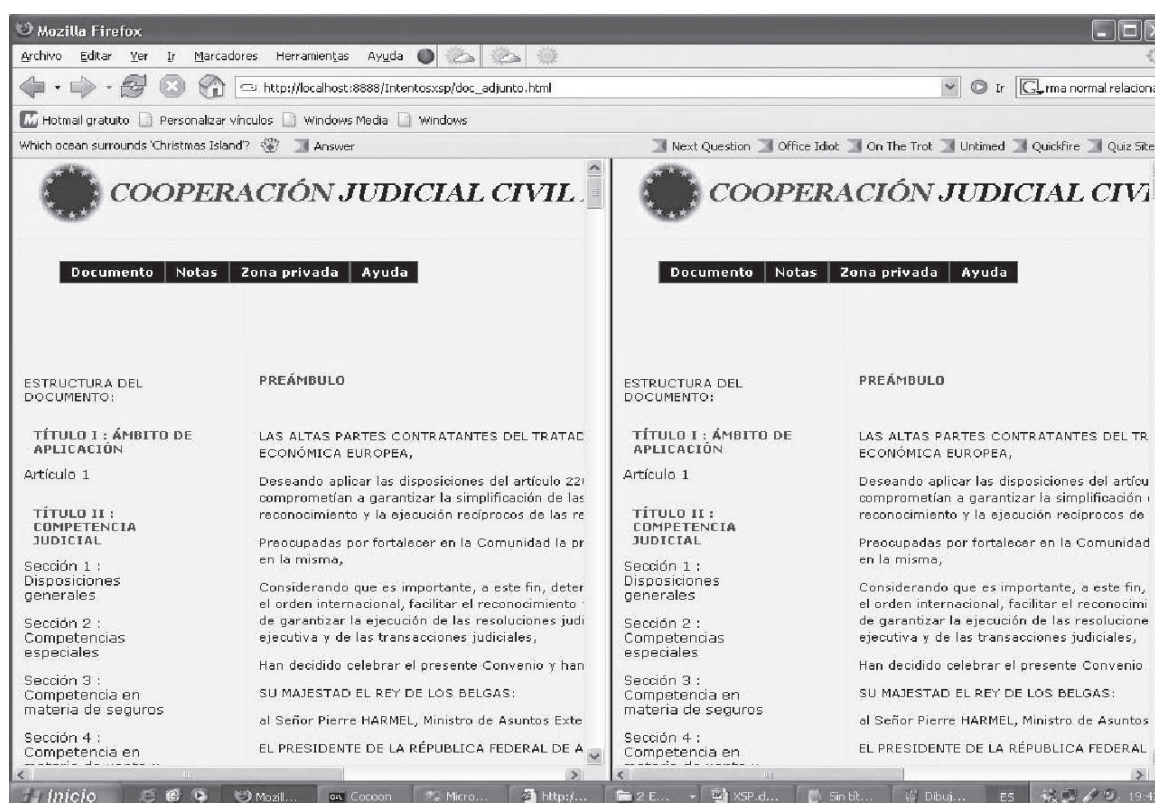 Mozilla Firefox
Archivo Editar Ver Ir Marcadores Herramientas Ayuda
http://localhost:8888/Intentosxsp/doc_adjunto.html Ir rma normal relaciona
Hotmail gratuito Personalizar vínculos Windows Media Windows
Which ocean surrounds 'Christmas Island'? Answer Next Question Office Idiot On The Trot Untimed Quickfire Quiz Site
COOPERACIÓN JUDICIAL CIVIL
Documento Notas Zona privada Ayuda
ESTRUCTURA DEL
DOCUMENTO:
TÍTULO I : ÁMBITO DE
APLICACIÓN
Artículo 1
TÍTULO II :
COMPETENCIA
JUDICIAL
Sección 1 :
Disposiciones
generales
Sección 2 :
Competencias
especiales
Sección 3 :
Competencia en
materia de seguros
Sección 4 :
Competencia en
PREÁMBULO
LAS ALTAS PARTES CONTRATANTES DEL TRATAD
ECONÓMICA EUROPEA,
Deseando aplicar las disposiciones del artículo 22
comprometían a garantizar la simplificación de las
reconocimiento y la ejecución recíprocos de las re
Preocupadas por fortalecer en la Comunidad la pr
en la misma,
Considerando que es importante, a este fin, deter
el orden internacional, facilitar el reconocimiento
de garantizar la ejecución de las resoluciones judi
ejecutiva y de las transacciones judiciales,
Han decidido celebrar el presente Convenio y han
SU MAJESTAD EL REY DE LOS BELGAS:
al Señor Pierre HARMEL, Ministro de Asuntos Exte
EL PRESIDENTE DE LA RÉPUBLICA FEDERAL DE A
COOPERACIÓN JUDICIAL CIVI
Documento Notas Zona privada Ayuda
ESTRUCTURA DEL
DOCUMENTO:
TÍTULO I : ÁMBITO DE
APLICACIÓN
Artículo 1
TÍTULO II :
COMPETENCIA
JUDICIAL
Sección 1 :
Disposiciones
generales
Sección 2 :
Competencias
especiales
Sección 3 :
Competencia en
materia de seguros
Sección 4 :
Competencia en
PREÁMBULO
LAS ALTAS PARTES CONTRATANTES DEL TR
ECONÓMICA EUROPEA,
Deseando aplicar las disposiciones del artícu
comprometían a garantizar la simplificación
reconocimiento y la ejecución recíprocos de
Preocupadas por fortalecer en la Comunidad
en la misma,
Considerando que es importante, a este fin,
el orden internacional, facilitar el reconocimi
de garantizar la ejecución de las resolucione
ejecutiva y de las transacciones judiciales,
Han decidido celebrar el presente Convenio
SU MAJESTAD EL REY DE LOS BELGAS:
al Señor Pierre HARMEL, Ministro de Asuntos
EL PRESIDENTE DE LA RÉPUBLICA FEDERAL
Inicio Mozill... Cocoon Micro... http:/... 2 E... XSP.d... Sin tít... Dibuj... ES